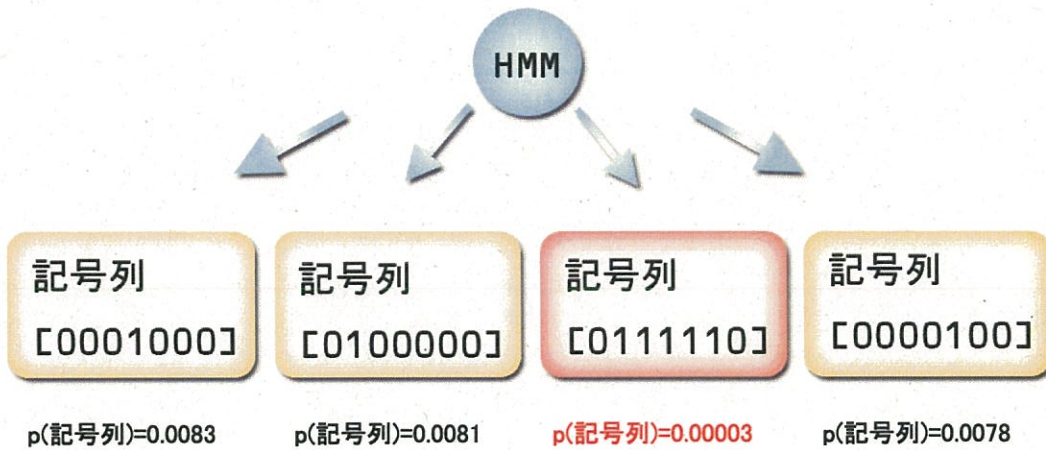 HMM
記号列
[0001000]
記号列
[0100000]
記号列
[0111110]
記号列
[0000100]
p(記号列)=0.0083
p(記号列)=0.0081
p(記号列)=0.00003
p(記号列)=0.0078